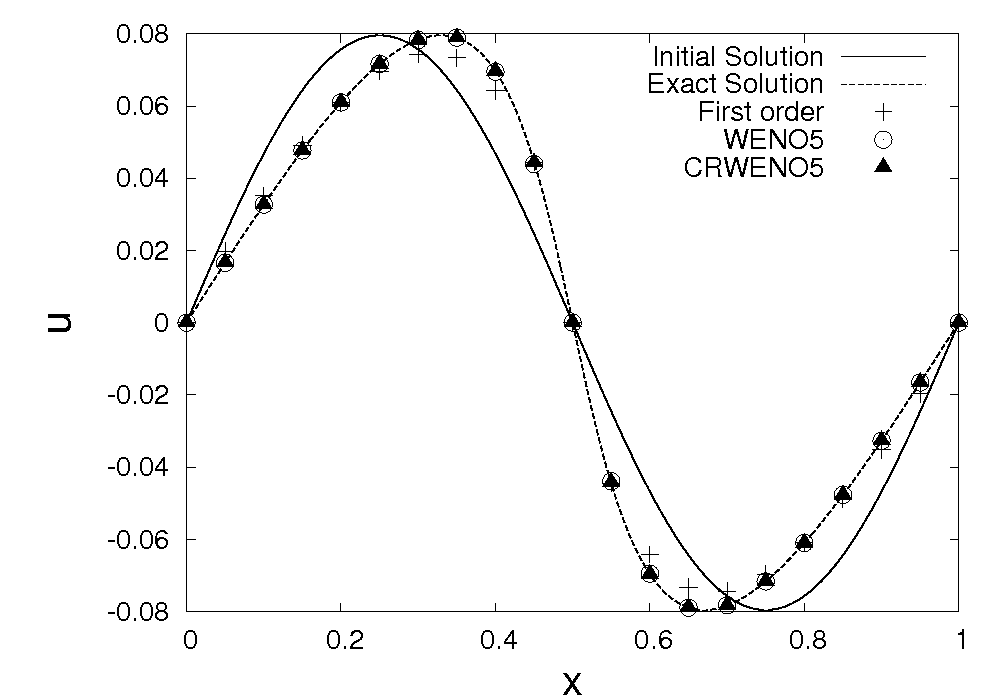 0.08
0.06
0.04
0.02
0
-0.02
-0.04
-0.06
-0.08
u
Initial Solution
Exact Solution
First order
WENO5
CRWENO5
0 0.2 0.4 0.6 0.8 1
x